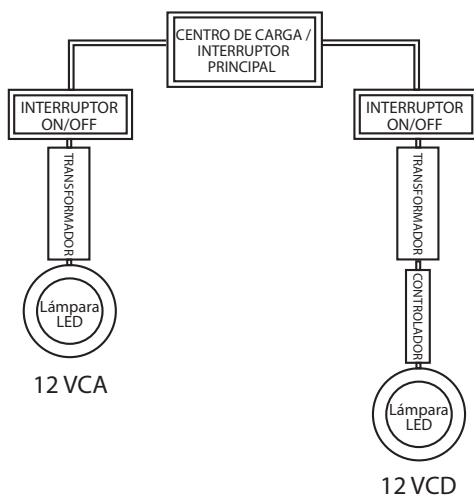 CENTRO DE CARGA /
INTERRUPTOR
PRINCIPAL
INTERRUPTOR
ON/OFF
TRANSFORMADOR
Lámpara
LED
12 VCA
INTERRUPTOR
ON/OFF
TRANSFORMADOR
CONTROLADOR
Lámpara
LED
12 VCD